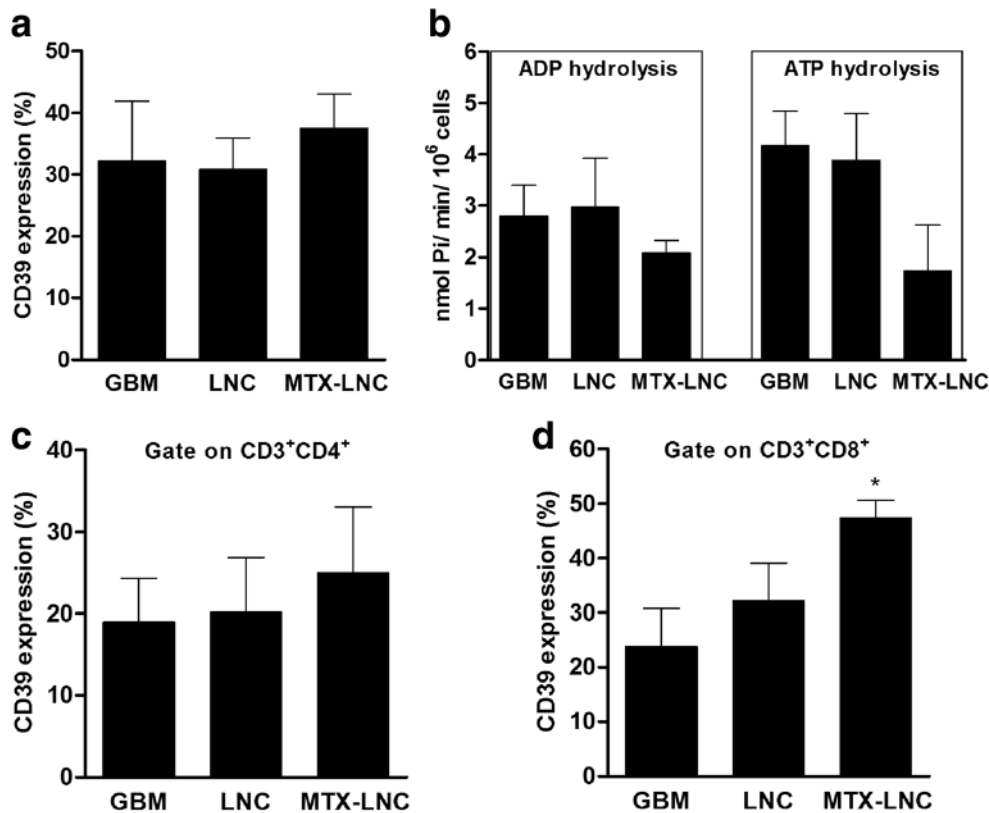 a
CD39 expression (%)
50
40
30
20
10
0
GBM LNC MTX-LNC
b
nmol Pi/ min/ 10⁶ cells
6
5
4
3
2
1
0
ADP hydrolysis ATP hydrolysis
GBM LNC MTX-LNC GBM LNC MTX-LNC
c
Gate on CD3⁺CD4⁺
CD39 expression (%)
40
30
20
10
0
GBM LNC MTX-LNC
d
Gate on CD3⁺CD8⁺
CD39 expression (%)
60
50
40
30
20
10
0
*
GBM LNC MTX-LNC